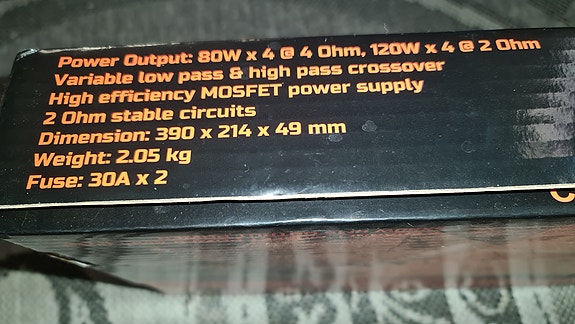 Power Output: 80W x 4 @ 4 Ohm, 120W x 4 @ 2 Ohm
Variable low pass & high pass crossover
High efficiency MOSFET power supply
2 Ohm stable circuits
Dimension: 390 x 214 x 49 mm
Weight: 2.05 kg
Fuse: 30A x 2